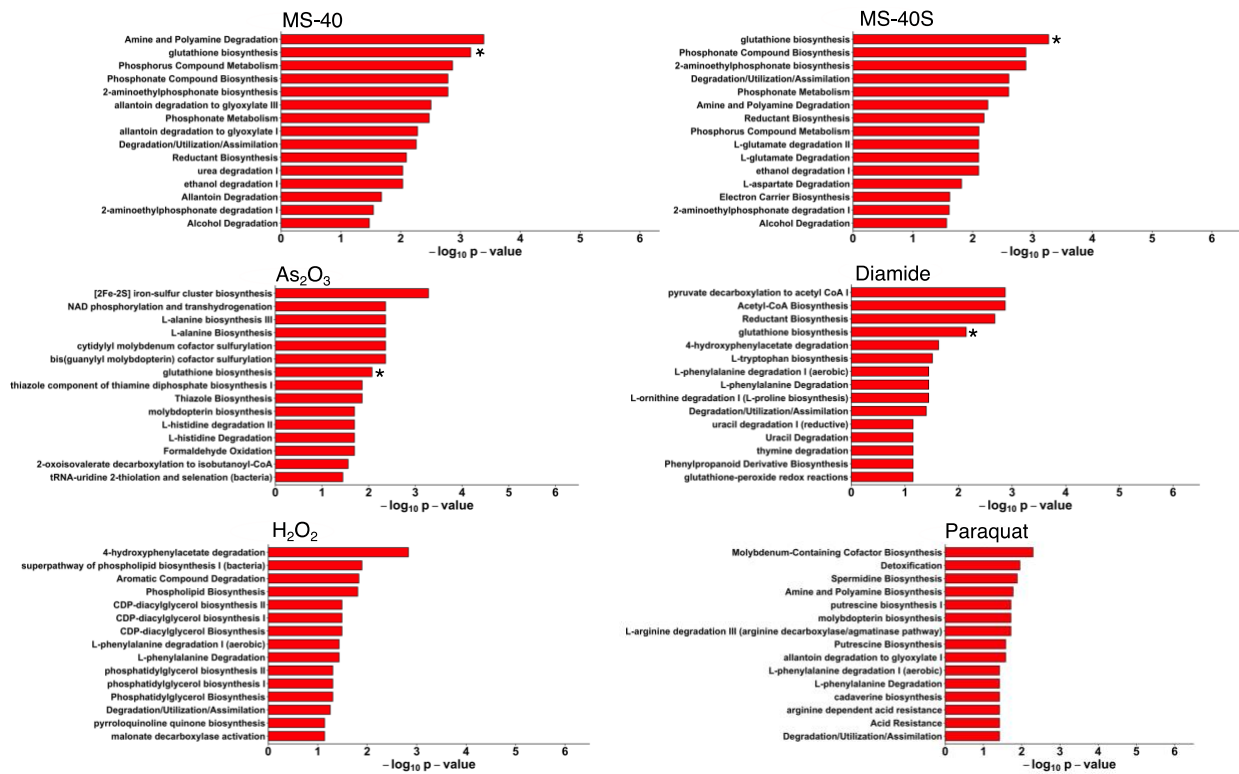 MS-40
Amine and Polyamine Degradation
glutathione biosynthesis *
Phosphorus Compound Metabolism
Phosphonate Compound Biosynthesis
2-aminoethylphosphonate biosynthesis
allantoin degradation to glyoxylate III
Phosphonate Metabolism
allantoin degradation to glyoxylate I
Degradation/Utilization/Assimilation
Reductant Biosynthesis
urea degradation I
ethanol degradation I
Allantoin Degradation
2-aminoethylphosphonate degradation I
Alcohol Degradation
0 1 2 3 4 5 6
−log₁₀ p−value
MS-40S
glutathione biosynthesis *
Phosphonate Compound Biosynthesis
2-aminoethylphosphonate biosynthesis
Degradation/Utilization/Assimilation
Phosphonate Metabolism
Amine and Polyamine Degradation
Reductant Biosynthesis
Phosphorus Compound Metabolism
L-glutamate degradation II
L-glutamate Degradation
ethanol degradation I
L-aspartate Degradation
Electron Carrier Biosynthesis
2-aminoethylphosphonate degradation I
Alcohol Degradation
0 1 2 3 4 5 6
−log₁₀ p−value
As₂O₃
[2Fe-2S] iron-sulfur cluster biosynthesis
NAD phosphorylation and transhydrogenation
L-alanine biosynthesis III
L-alanine Biosynthesis
cytidylyl molybdenum cofactor sulfurylation
bis(guanylyl molybdopterin) cofactor sulfurylation
glutathione biosynthesis *
thiazole component of thiamine diphosphate biosynthesis I
Thiazole Biosynthesis
molybdopterin biosynthesis
L-histidine degradation II
L-histidine Degradation
Formaldehyde Oxidation
2-oxoisovalerate decarboxylation to isobutanoyl-CoA
tRNA-uridine 2-thiolation and selenation (bacteria)
0 1 2 3 4 5 6
−log₁₀ p−value
Diamide
pyruvate decarboxylation to acetyl CoA I
Acetyl-CoA Biosynthesis
Reductant Biosynthesis
glutathione biosynthesis *
4-hydroxyphenylacetate degradation
L-tryptophan biosynthesis
L-phenylalanine degradation I (aerobic)
L-phenylalanine Degradation
L-ornithine degradation I (L-proline biosynthesis)
Degradation/Utilization/Assimilation
uracil degradation I (reductive)
Uracil Degradation
thymine degradation
Phenylpropanoid Derivative Biosynthesis
glutathione-peroxide redox reactions
0 1 2 3 4 5 6
−log₁₀ p−value
H₂O₂
4-hydroxyphenylacetate degradation
superpathway of phospholipid biosynthesis I (bacteria)
Aromatic Compound Degradation
Phospholipid Biosynthesis
CDP-diacylglycerol biosynthesis II
CDP-diacylglycerol biosynthesis I
CDP-diacylglycerol Biosynthesis
L-phenylalanine degradation I (aerobic)
L-phenylalanine Degradation
phosphatidylglycerol biosynthesis II
phosphatidylglycerol biosynthesis I
Phosphatidylglycerol Biosynthesis
Degradation/Utilization/Assimilation
pyrroloquinoline quinone biosynthesis
malonate decarboxylase activation
0 1 2 3 4 5 6
−log₁₀ p−value
Paraquat
Molybdenum-Containing Cofactor Biosynthesis
Detoxification
Spermidine Biosynthesis
Amine and Polyamine Biosynthesis
putrescine biosynthesis I
molybdopterin biosynthesis
L-arginine degradation III (arginine decarboxylase/agmatinase pathway)
Putrescine Biosynthesis
allantoin degradation to glyoxylate I
L-phenylalanine degradation I (aerobic)
L-phenylalanine Degradation
cadaverine biosynthesis
arginine dependent acid resistance
Acid Resistance
Degradation/Utilization/Assimilation
0 1 2 3 4 5 6
−log₁₀ p−value